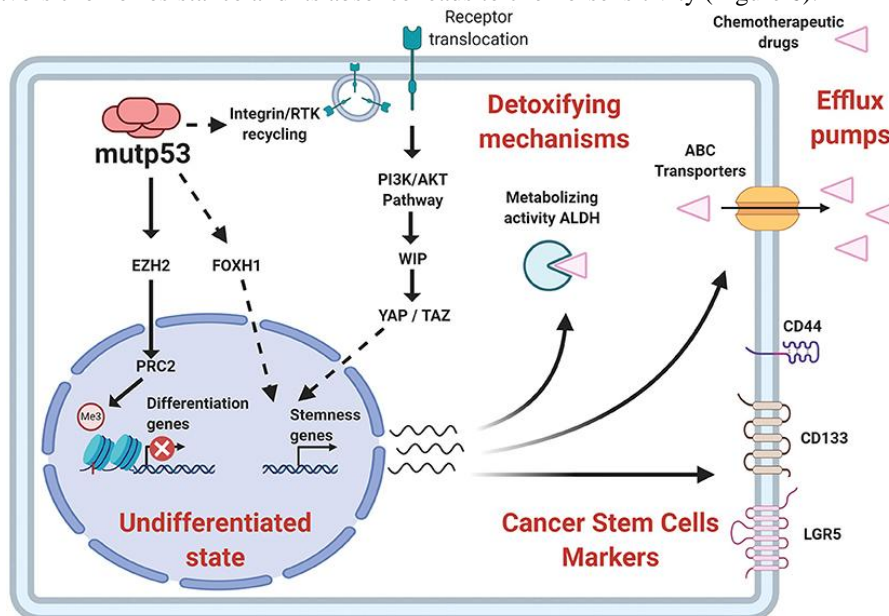 Receptor
translocation
Chemotherapeutic
drugs
Integrin/RTK
recycling
mutp53
Detoxifying
mechanisms
Efflux
pumps
ABC
Transporters
PI3K/AKT
Pathway
Metabolizing
activity ALDH
EZH2
FOXH1
WIP
YAP / TAZ
CD44
PRC2
Me3
Differentiation
genes
Stemness
genes
CD133
Undifferentiated
state
Cancer Stem Cells
Markers
LGR5